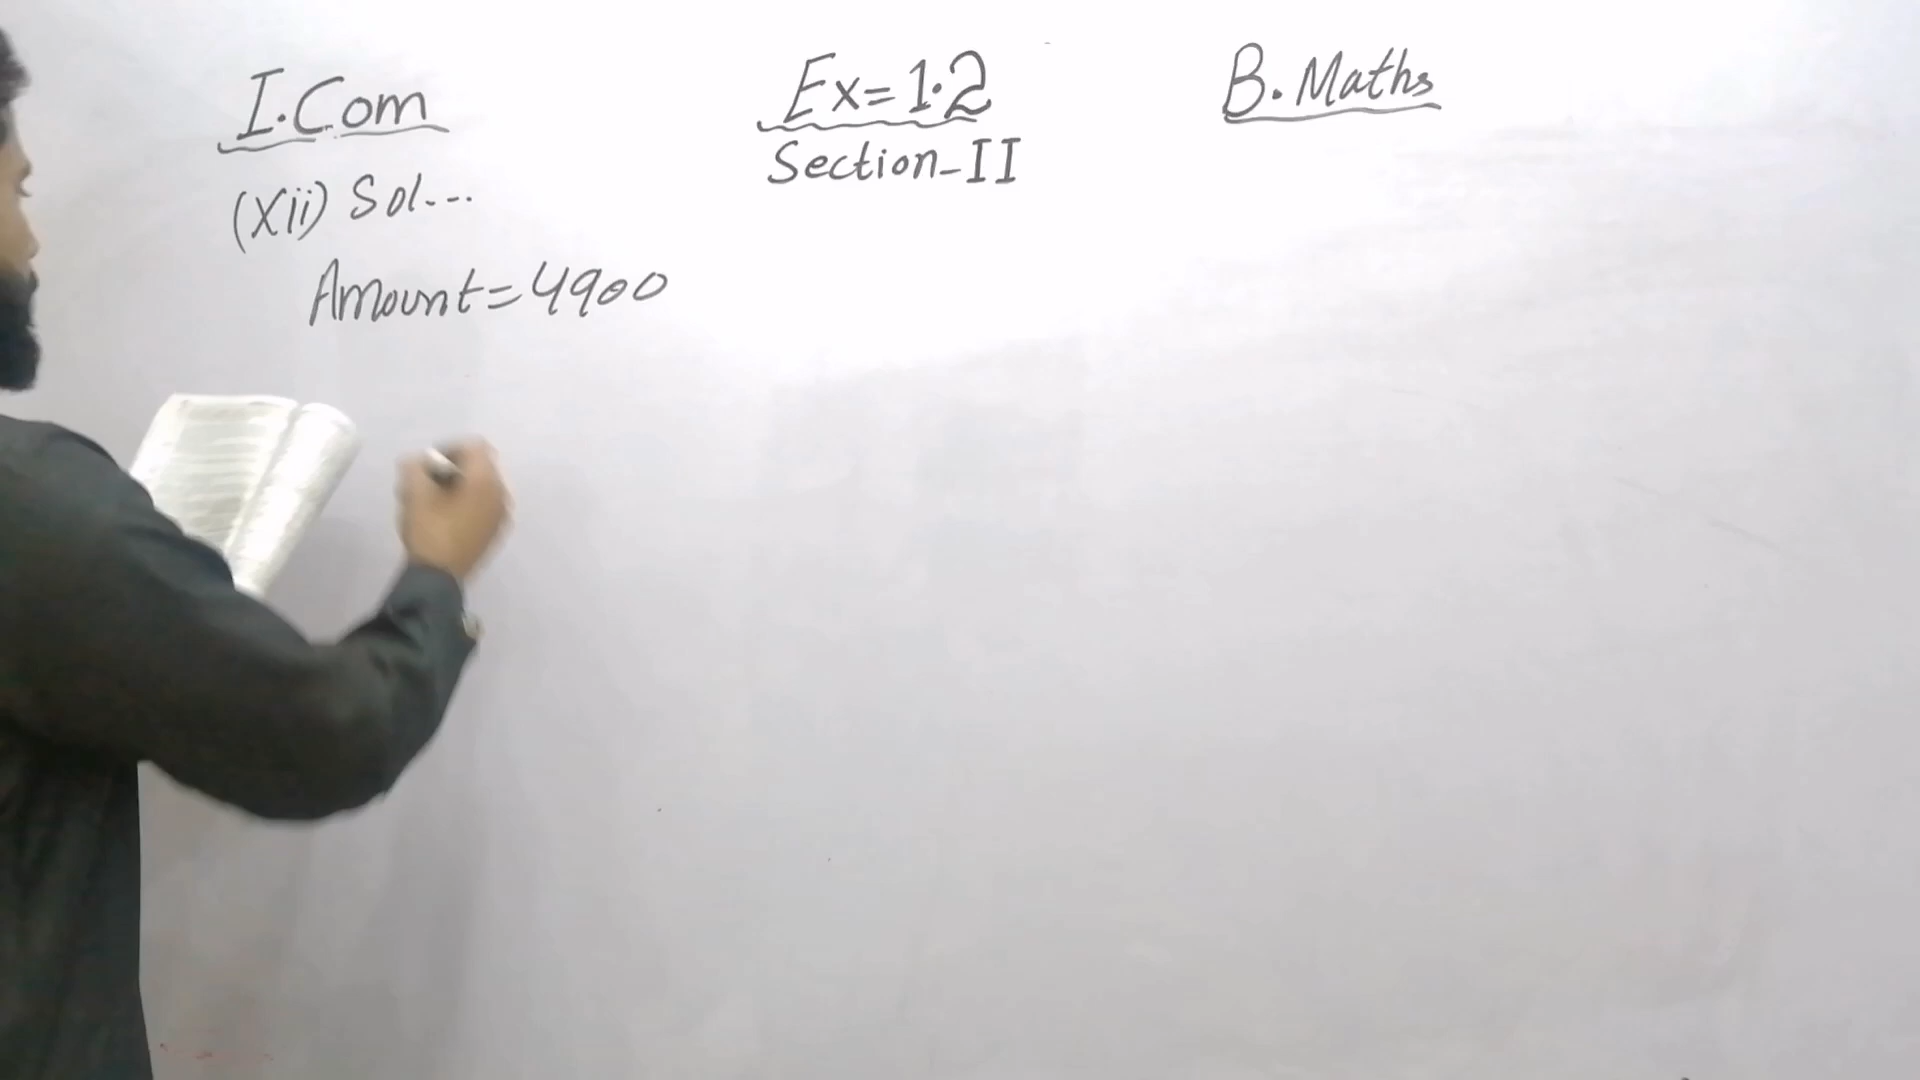 I.Com Ex=1.2 B.Maths
Section-II
(Xii) Sol...
Amount=4900